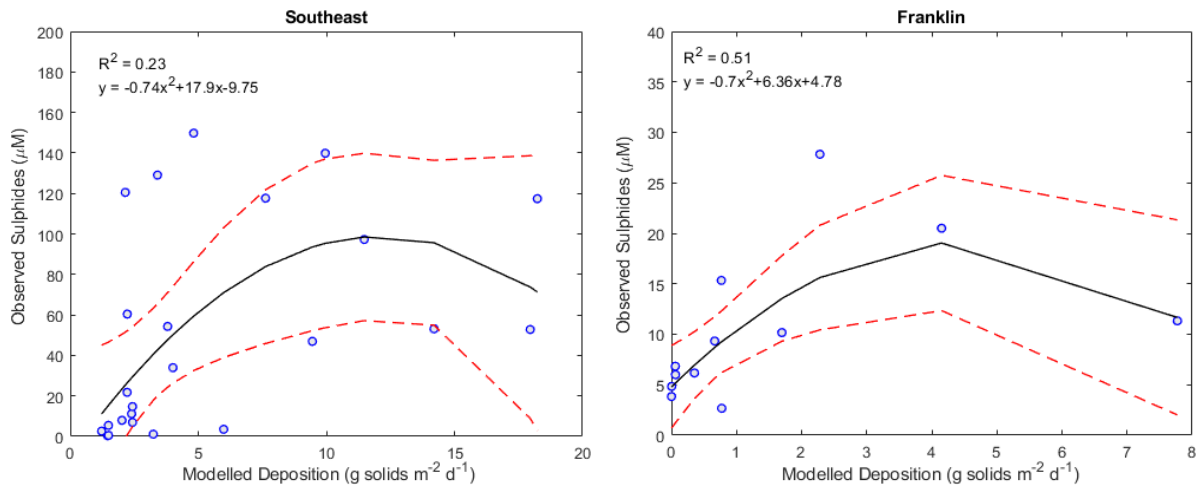 Southeast
R² = 0.23
y = -0.74x²+17.9x-9.75
200
180
160
140
120
100
80
60
40
20
0
Observed Sulphides (μM)
0 5 10 15 20
Modelled Deposition (g solids m⁻² d⁻¹)
Franklin
R² = 0.51
y = -0.7x²+6.36x+4.78
40
35
30
25
20
15
10
5
0
Observed Sulphides (μM)
0 1 2 3 4 5 6 7 8
Modelled Deposition (g solids m⁻² d⁻¹)